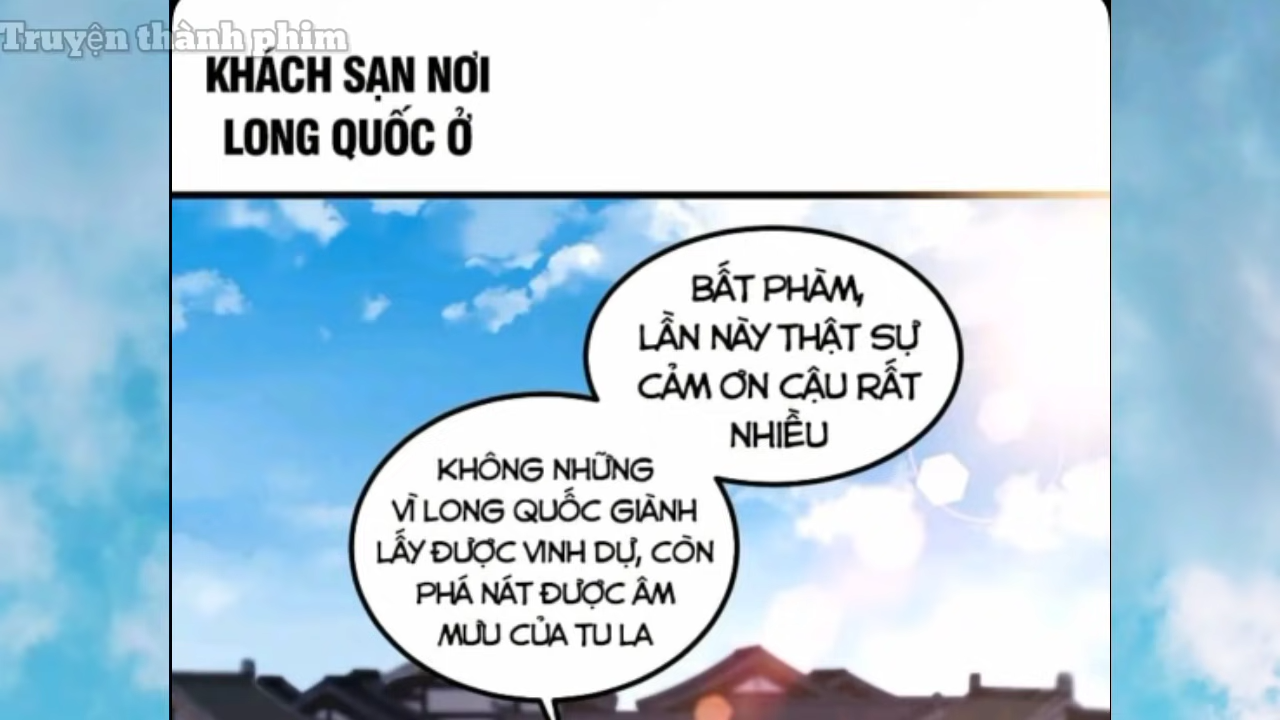 Truyện thành phim
KHÁCH SẠN NƠI
LONG QUỐC Ở
BẤT PHÀM,
LẦN NÀY THẬT SỰ
CẢM ƠN CẬU RẤT
NHIỀU
KHÔNG NHỮNG
VÌ LONG QUỐC GIÀNH
LẤY ĐƯỢC VINH DỰ, CÒN
PHÁ NÁT ĐƯỢC ÂM
MƯU CỦA TU LA